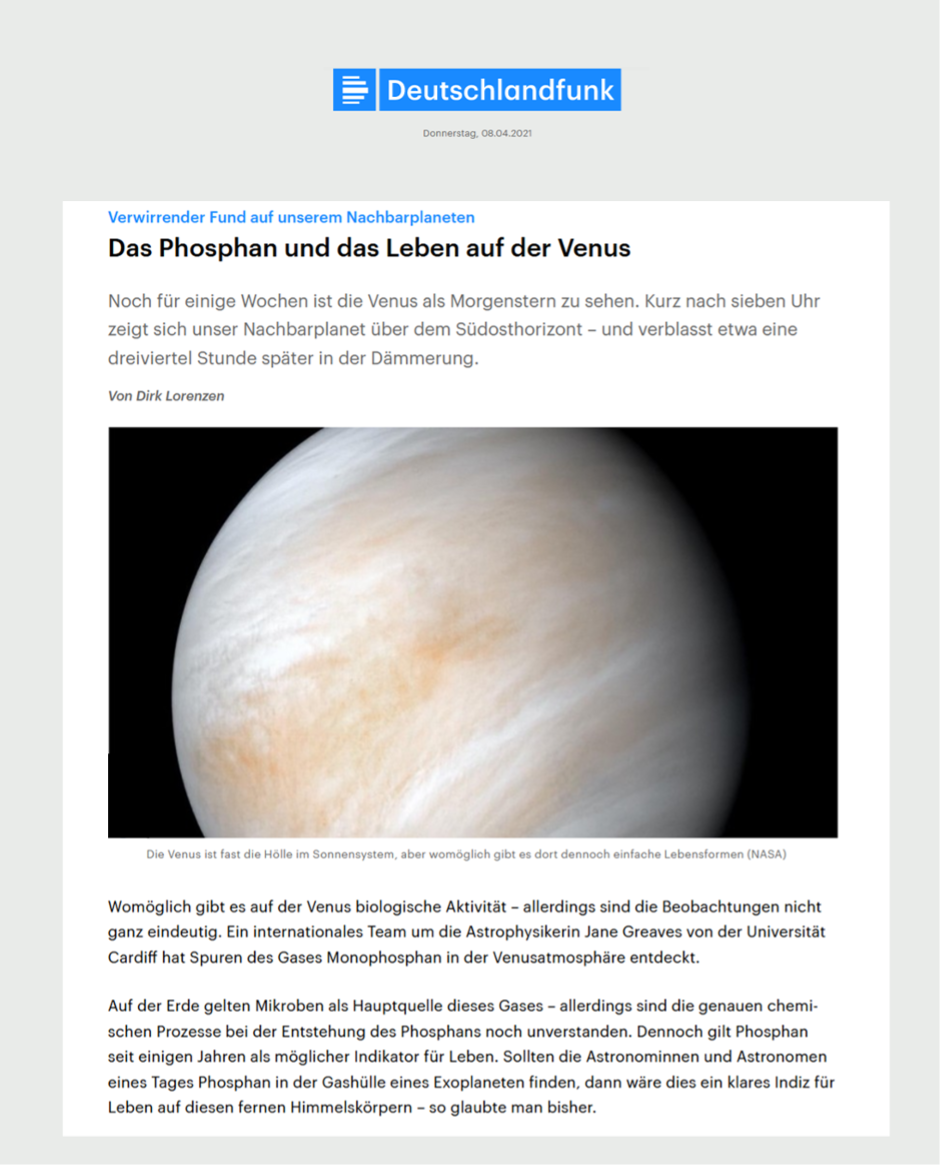 Deutschlandfunk
Donnerstag, 08.04.2021
Verwirrender Fund auf unserem Nachbarplaneten
Das Phosphan und das Leben auf der Venus
Noch für einige Wochen ist die Venus als Morgenstern zu sehen. Kurz nach sieben Uhr
zeigt sich unser Nachbarplanet über dem Südosthorizont – und verblasst etwa eine
dreiviertel Stunde später in der Dämmerung.
Von Dirk Lorenzen
Die Venus ist fast die Hölle im Sonnensystem, aber womöglich gibt es dort dennoch einfache Lebensformen (NASA)
Womöglich gibt es auf der Venus biologische Aktivität – allerdings sind die Beobachtungen nicht
ganz eindeutig. Ein internationales Team um die Astrophysikerin Jane Greaves von der Universität
Cardiff hat Spuren des Gases Monophosphan in der Venusatmosphäre entdeckt.
Auf der Erde gelten Mikroben als Hauptquelle dieses Gases – allerdings sind die genauen chemi-
schen Prozesse bei der Entstehung des Phosphans noch unverstanden. Dennoch gilt Phosphan
seit einigen Jahren als möglicher Indikator für Leben. Sollten die Astronominnen und Astronomen
eines Tages Phosphan in der Gashülle eines Exoplaneten finden, dann wäre dies ein klares Indiz für
Leben auf diesen fernen Himmelskörpern – so glaubte man bisher.